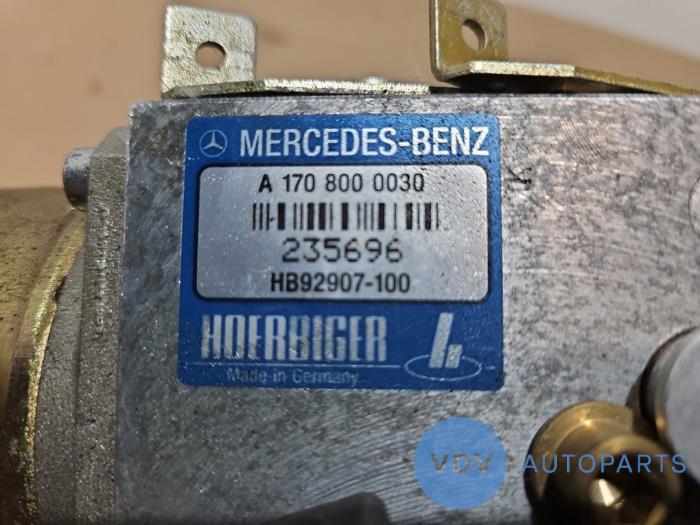 MERCEDES-BENZ
A 170 800 0030
235696
HB92907-100
HOERBIGER
Made in Germany
K
VDV AUTOPARTS